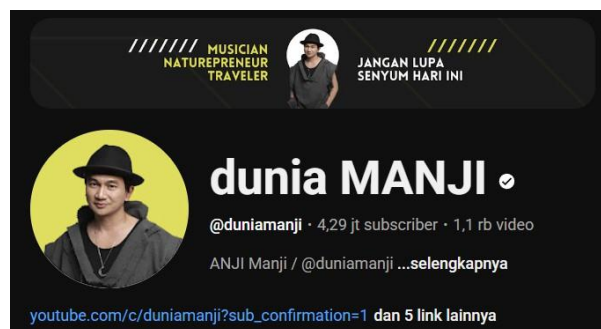 /////// MUSICIAN
NATUREPRENEUR
TRAVELER
///////
JANGAN LUPA
SENYUM HARI INI
dunia MANJI
@duniamanji · 4,29 jt subscriber · 1,1 rb video
ANJI Manji / @duniamanji ...selengkapnya
youtube.com/c/duniamanji?sub_confirmation=1 dan 5 link lainnya